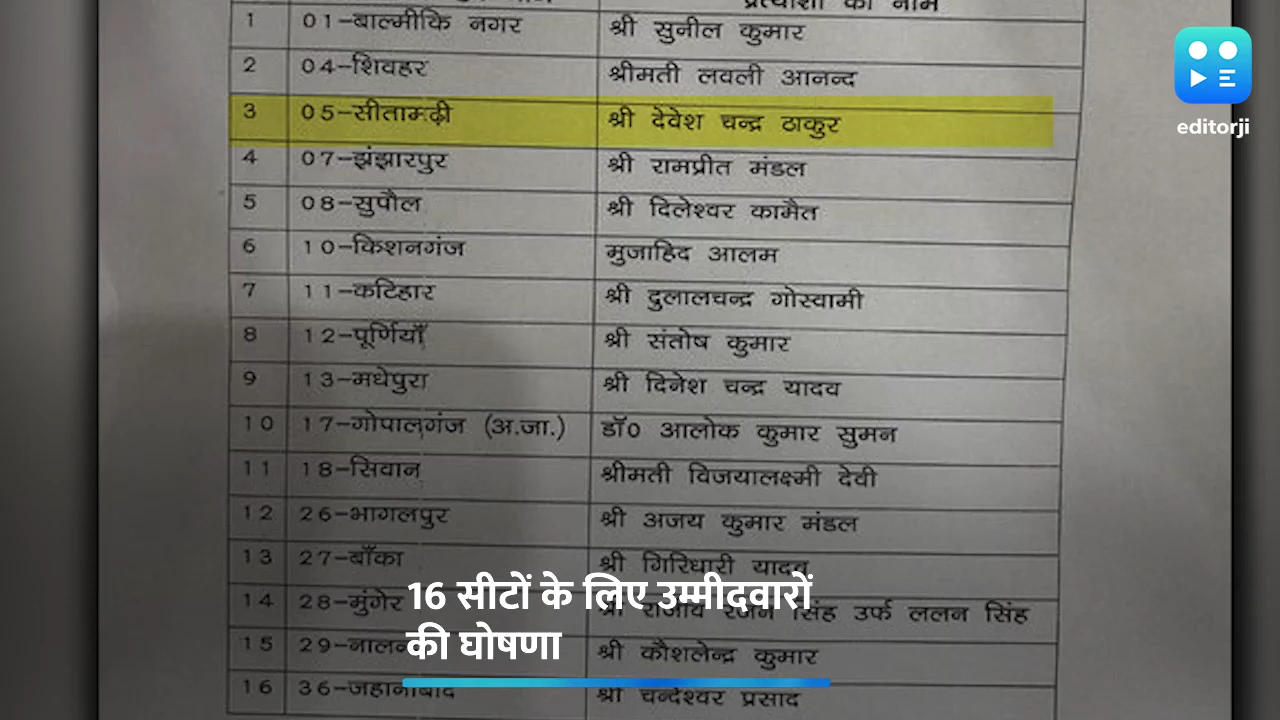 प्रत्याशी का नाम
1 01-बाल्मीकि नगर श्री सुनील कुमार
2 04-शिवहर श्रीमती लवली आनन्द
3 05-सीतामढ़ी श्री देवेश चन्द्र ठाकुर
4 07-झंझारपुर श्री रामप्रीत मंडल
5 08-सुपौल श्री दिलेश्वर कामैत
6 10-किशनगंज मुजाहिद आलम
7 11-कटिहार श्री दुलालचन्द्र गोस्वामी
8 12-पूर्णियाँ श्री संतोष कुमार
9 13-मधेपुरा श्री दिनेश चन्द्र यादव
10 17-गोपालगंज (अ.जा.) डॉ0 आलोक कुमार सुमन
11 18-सिवान श्रीमती विजयालक्ष्मी देवी
12 26-भागलपुर श्री अजय कुमार मंडल
13 27-बाँका श्री गिरिधारी यादव
14 28-मुंगेर श्री राजीव रंजन सिंह उर्फ ललन सिंह
15 29-नालन्दा श्री कौशलेन्द्र कुमार
16 36-जहानाबाद श्री चन्देश्वर प्रसाद
16 सीटों के लिए उम्मीदवारों
की घोषणा
editorji